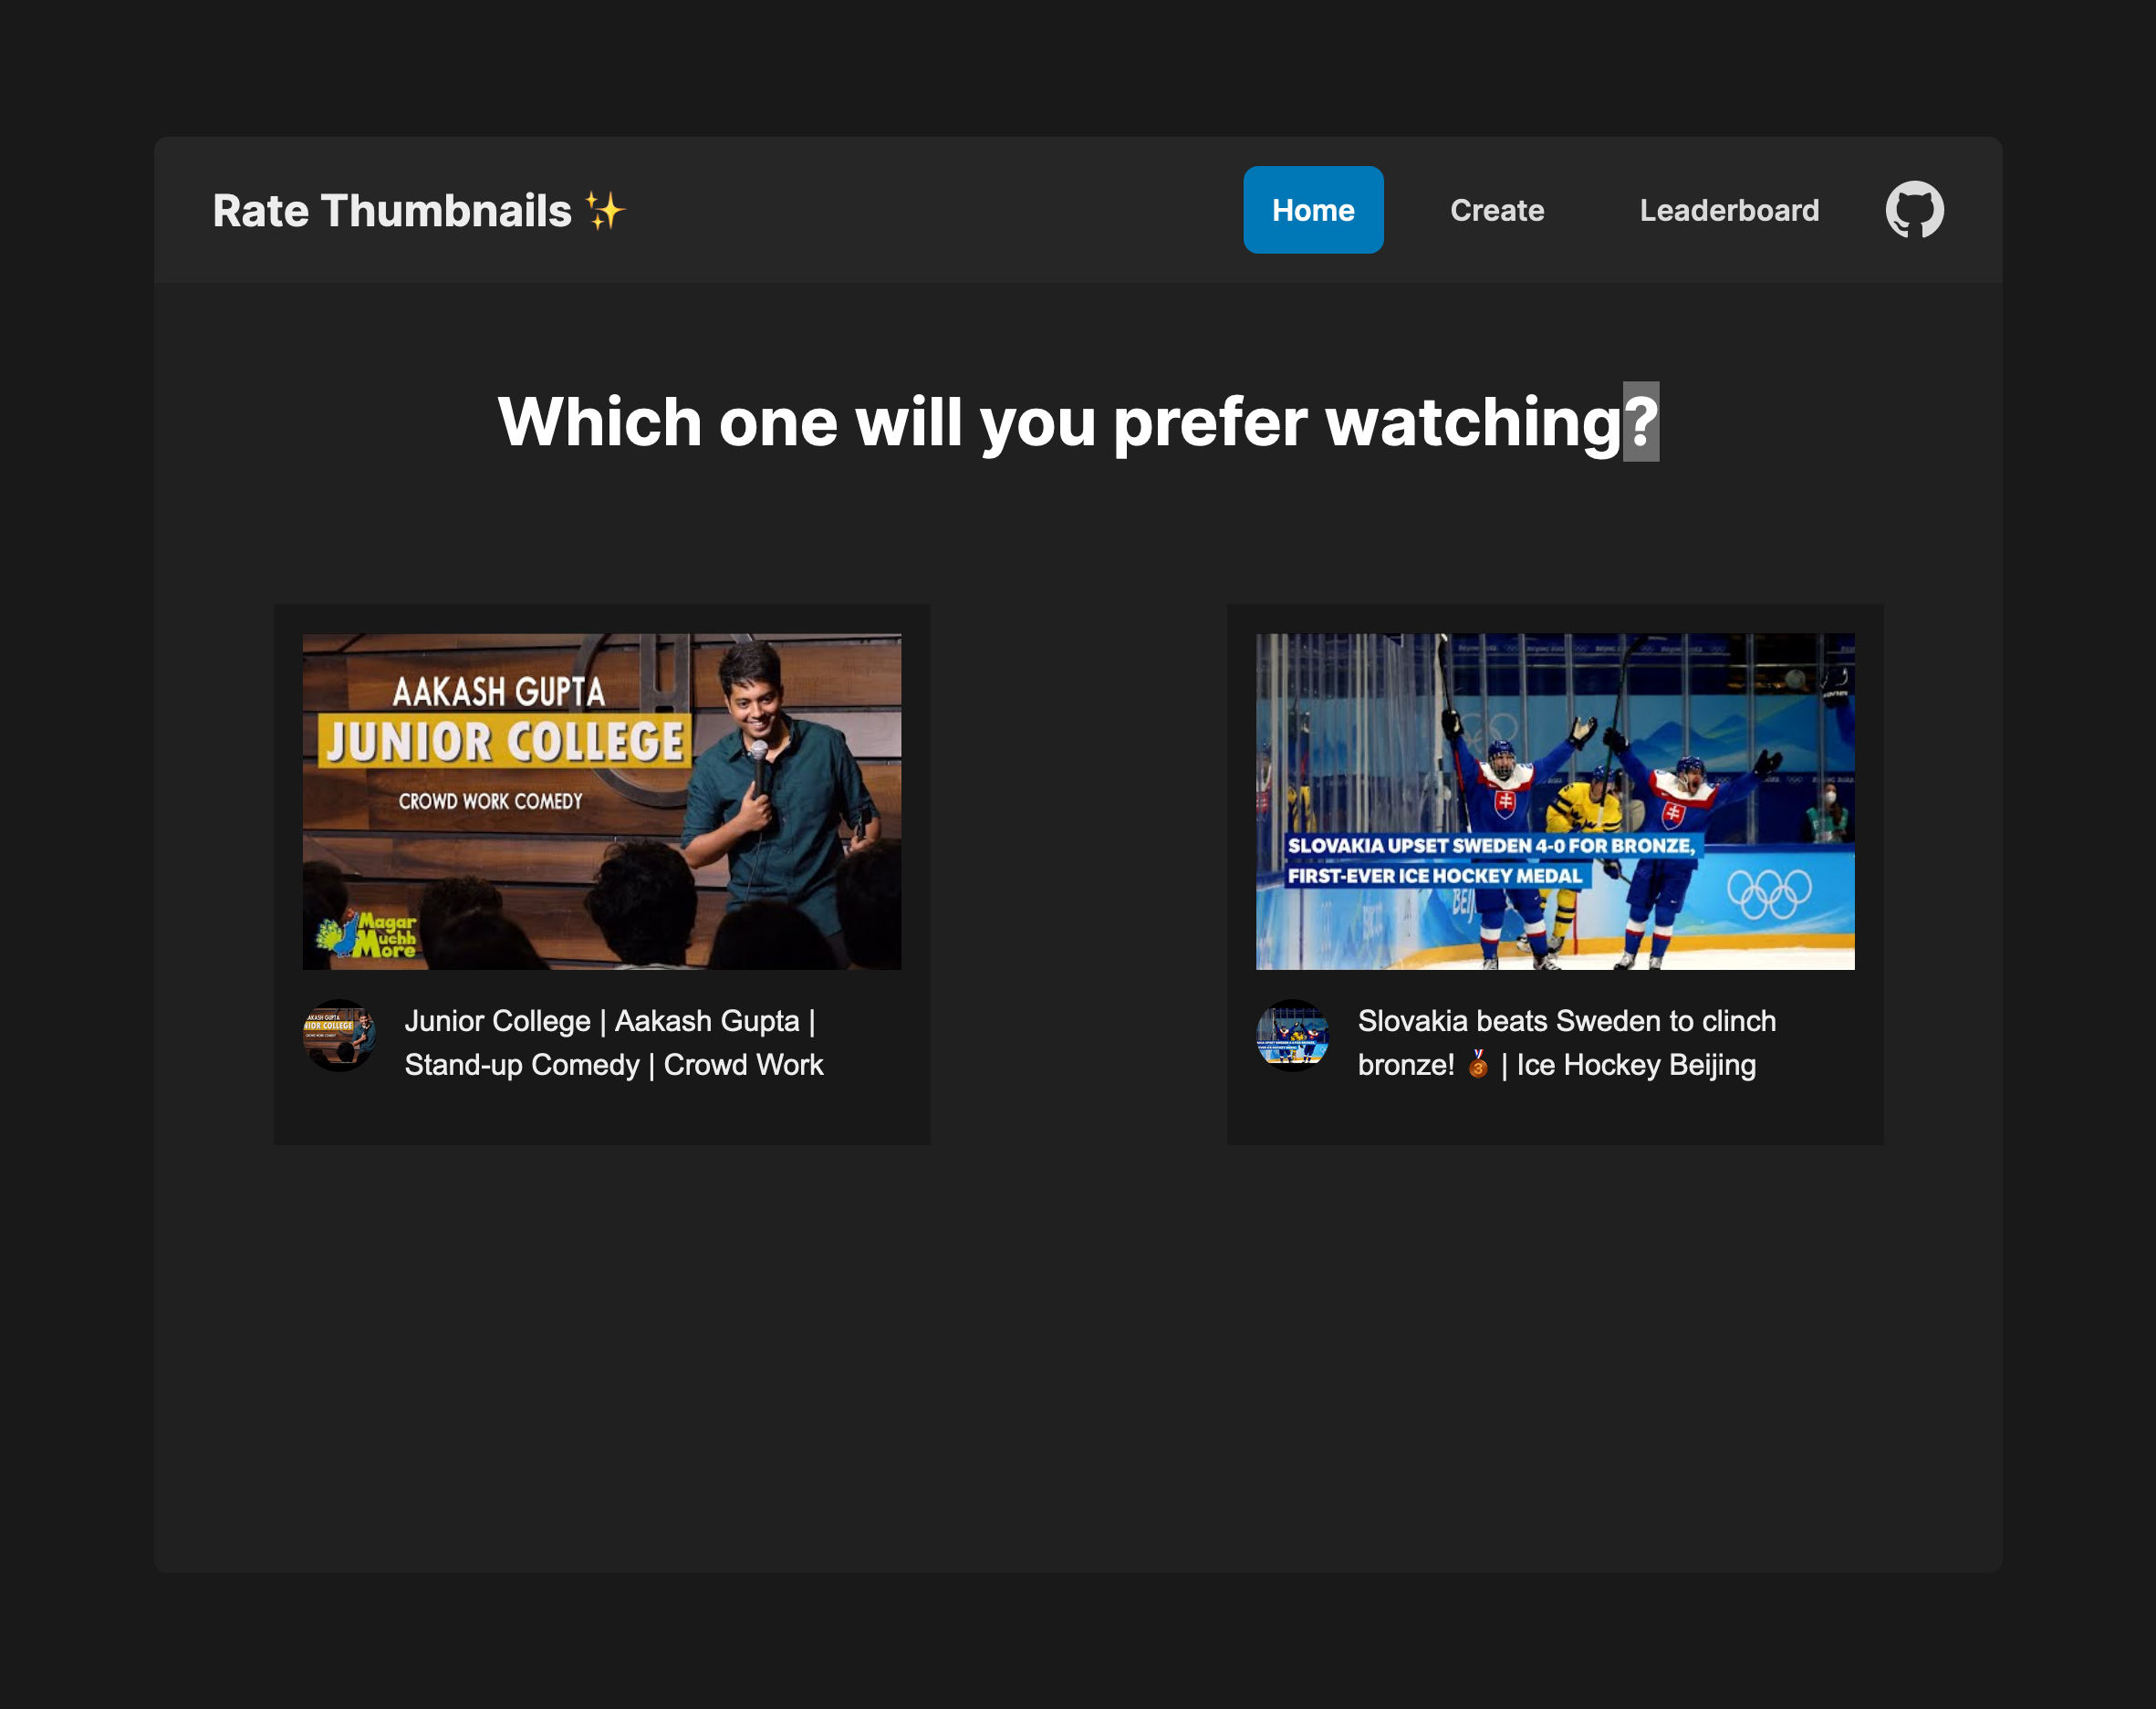 Rate Thumbnails ✨
Home
Create
Leaderboard
Which one will you prefer watching?
AAKASH GUPTA
JUNIOR COLLEGE
CROWD WORK COMEDY
Magar
Muchh
More
Junior College | Aakash Gupta |
Stand-up Comedy | Crowd Work
SLOVAKIA UPSET SWEDEN 4-0 FOR BRONZE,
FIRST-EVER ICE HOCKEY MEDAL
Slovakia beats Sweden to clinch
bronze! 🥉 | Ice Hockey Beijing